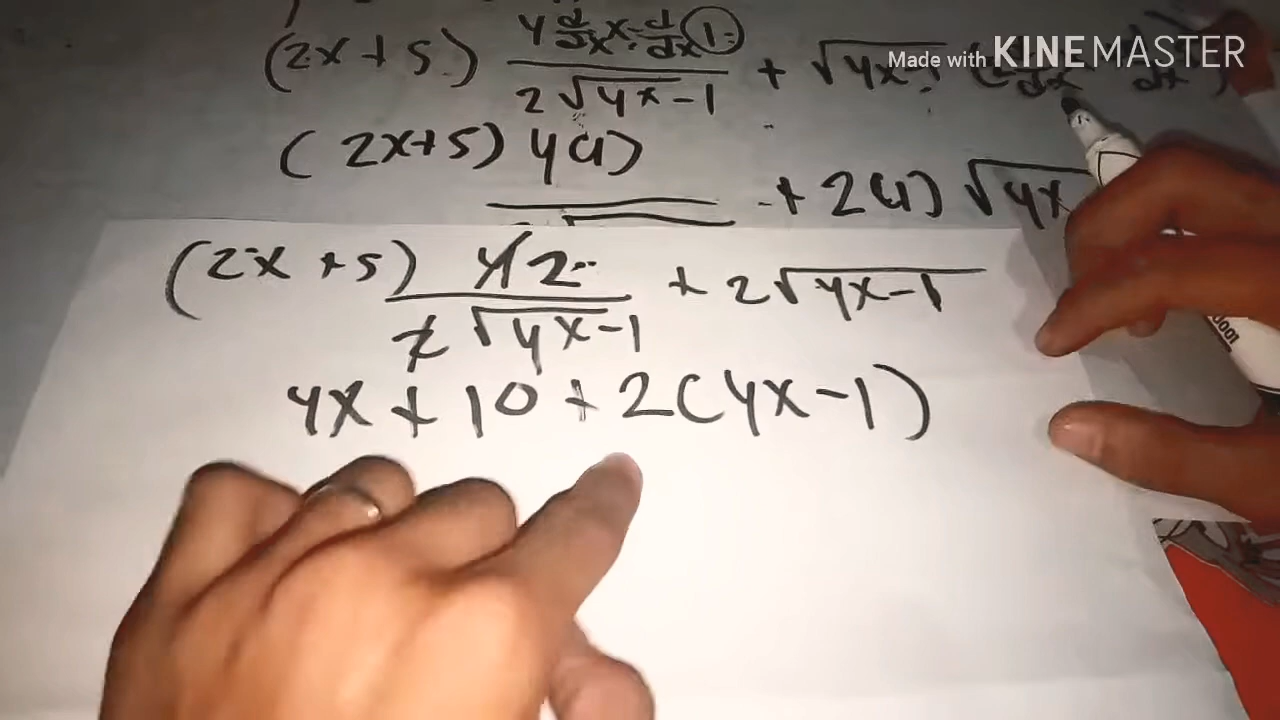 (2x + 5) 4 d/dx x - d/dx 1 / 2√4x-1 + √4x-1
Made with KINEMASTER
(2x+5) 4(1)
+ 2(1) √4x
(2x + 5) 4 2 / 2 √4x-1 + 2√4x-1
4x + 10 + 2(4x-1)